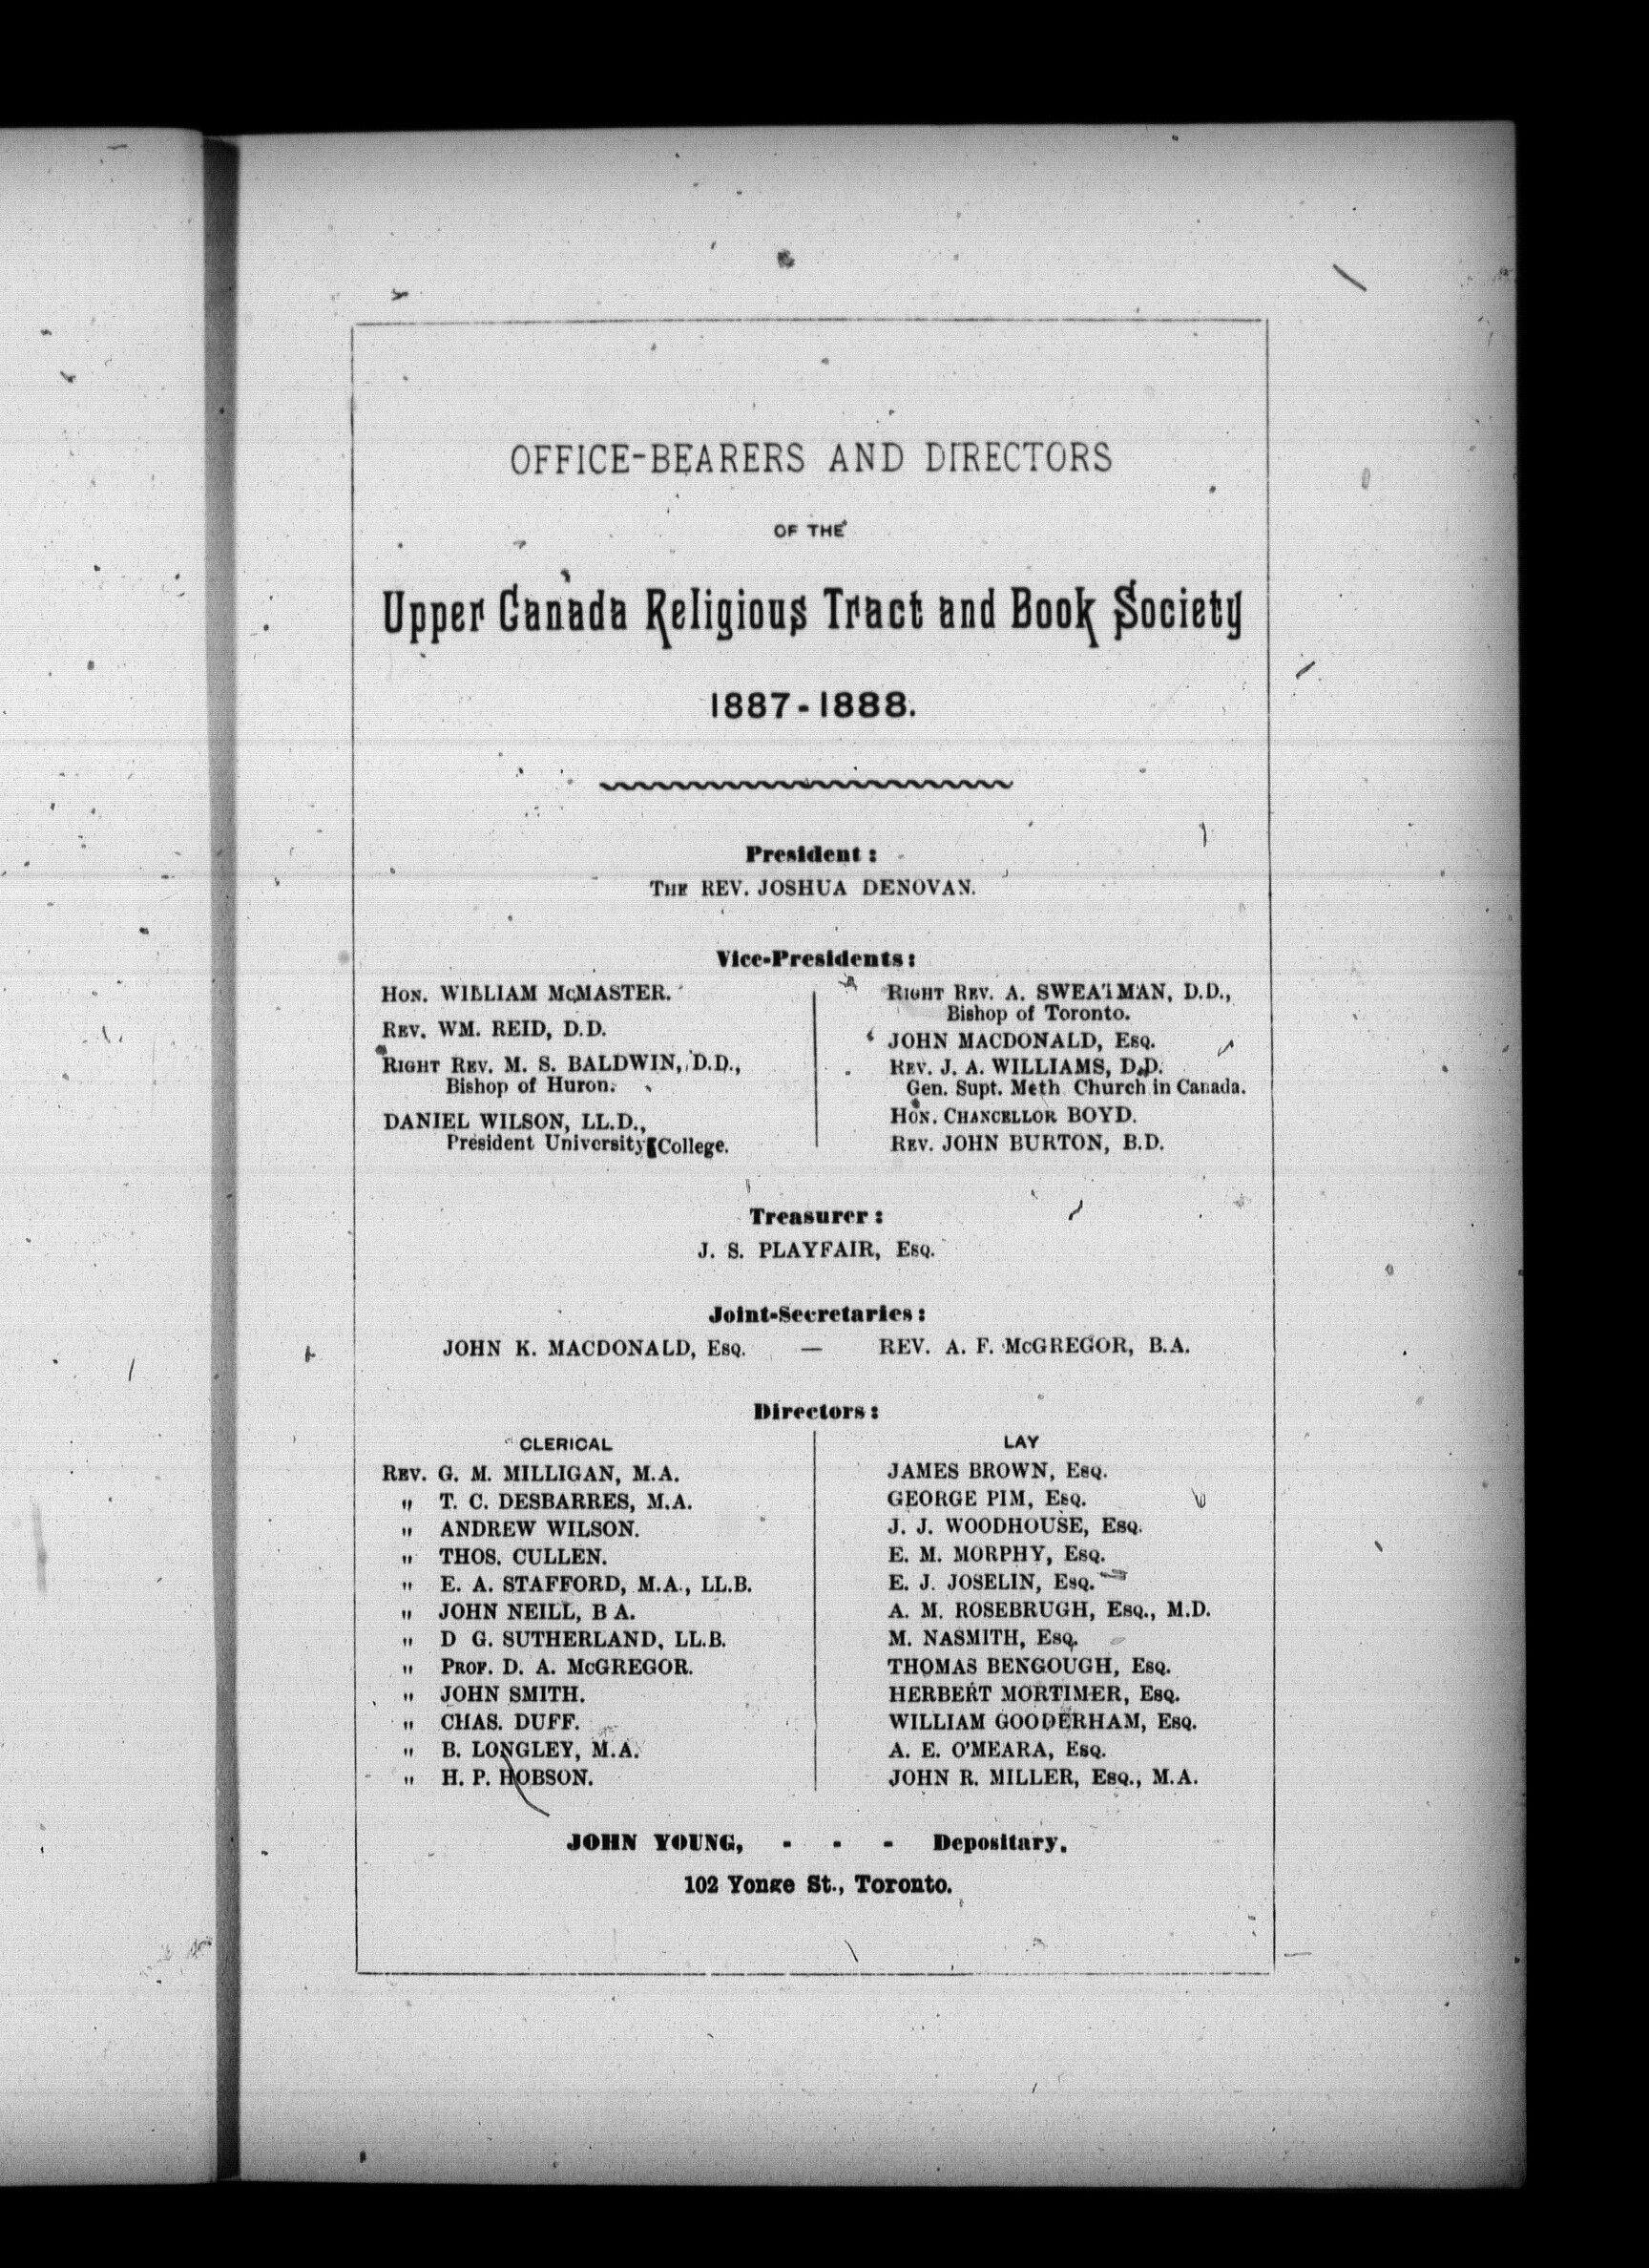 OFFICE-BEARERS AND DIRECTORS
OF THE
Upper Canada Religious Tract and Book Society
1887-1888.
President:
THE REV. JOSHUA DENOVAN.
Vice-Presidents:
HON. WILLIAM McMASTER.
REV. WM. REID, D.D.
RIGHT REV. M. S. BALDWIN, D.D.,
Bishop of Huron.
DANIEL WILSON, LL.D.,
President University College.
RIGHT REV. A. SWEATMAN, D.D.,
Bishop of Toronto.
JOHN MACDONALD, ESQ.
REV. J. A. WILLIAMS, D.D.
Gen. Supt. Meth Church in Canada.
HON. CHANCELLOR BOYD.
REV. JOHN BURTON, B.D.
Treasurer:
J. S. PLAYFAIR, ESQ.
Joint-Secretaries:
JOHN K. MACDONALD, ESQ. — REV. A. F. McGREGOR, B.A.
Directors:
CLERICAL
REV. G. M. MILLIGAN, M.A.
" T. C. DESBARRES, M.A.
" ANDREW WILSON.
" THOS. CULLEN.
" E. A. STAFFORD, M.A., LL.B.
" JOHN NEILL, B A.
" D G. SUTHERLAND, LL.B.
" PROF. D. A. McGREGOR.
" JOHN SMITH.
" CHAS. DUFF.
" B. LONGLEY, M.A.
" H. P. HOBSON.
LAY
JAMES BROWN, ESQ.
GEORGE PIM, ESQ.
J. J. WOODHOUSE, ESQ.
E. M. MORPHY, ESQ.
E. J. JOSELIN, ESQ.
A. M. ROSEBRUGH, ESQ., M.D.
M. NASMITH, ESQ.
THOMAS BENGOUGH, ESQ.
HERBERT MORTIMER, ESQ.
WILLIAM GOODERHAM, ESQ.
A. E. O'MEARA, ESQ.
JOHN R. MILLER, ESQ., M.A.
JOHN YOUNG, - - - Depositary.
102 Yonge St., Toronto.